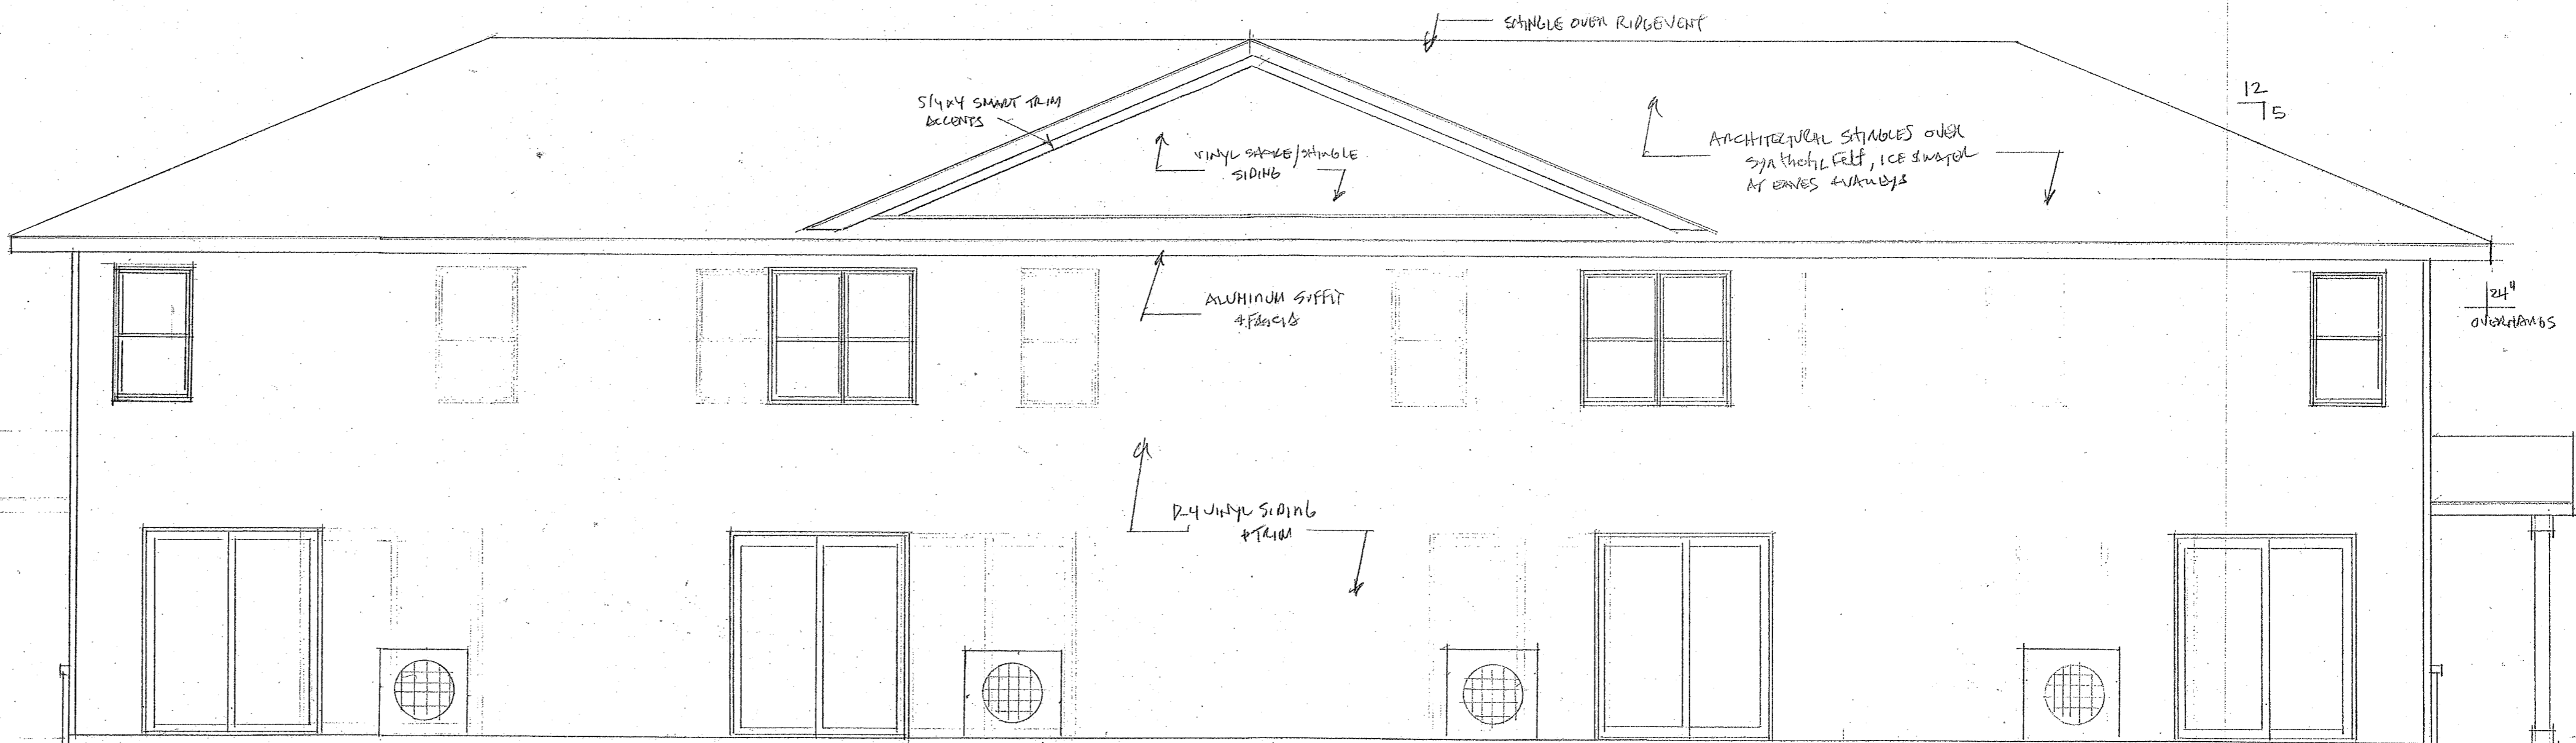 SHINGLE OVER RIDGEVENT
5/4x4 SMART TRIM
ACCENTS
VINYL SHAKE/SHINGLE
SIDING
12
5
ARCHITECTURAL SHINGLES OVER
Synthetic Felt, ICE & WATER
AT EAVES & VALLEYS
ALUMINUM SOFFIT
& FASCIA
24"
OVERHANGS
D-4 VINYL SIDING
& TRIM